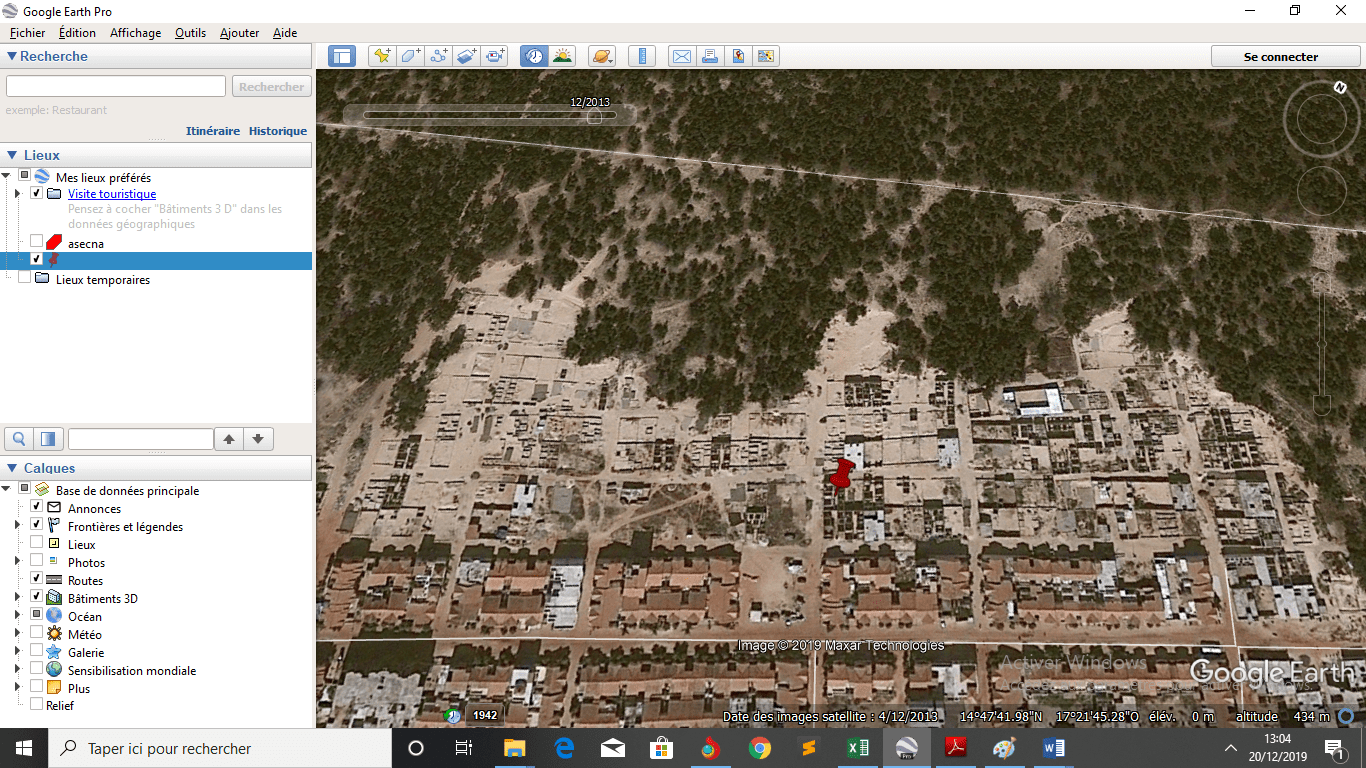 Google Earth Pro
Fichier Édition Affichage Outils Ajouter Aide
Recherche
Rechercher
exemple: Restaurant
Itinéraire Historique
Lieux
Mes lieux préférés
Visite touristique
Pensez à cocher "Bâtiments 3 D" dans les
données géographiques
asecna
Lieux temporaires
Calques
Base de données principale
Annonces
Frontières et légendes
Lieux
Photos
Routes
Bâtiments 3D
Océan
Météo
Galerie
Sensibilisation mondiale
Plus
Relief
Se connecter
12/2013
N
Image © 2019 Maxar Technologies
Activer Windows
Google Earth
1942
Date des images satellite : 4/12/2013 14°47'41.98"N 17°21'45.28"O élév. 0 m altitude 434 m
Taper ici pour rechercher
13:04
20/12/2019
1